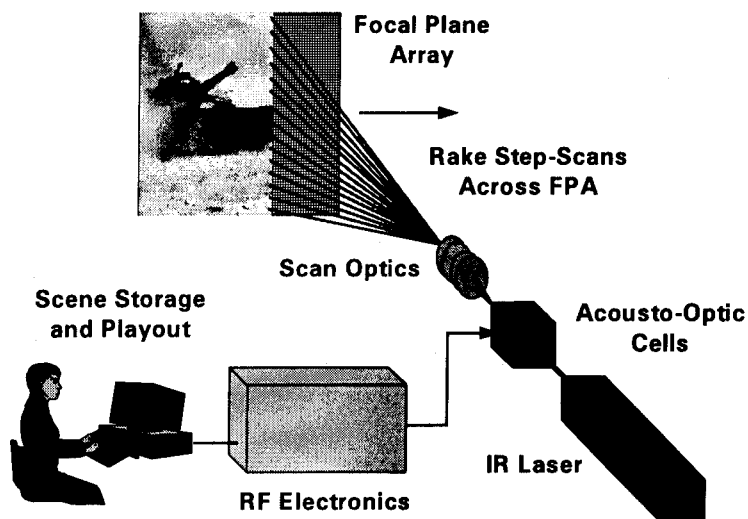 Focal Plane
Array
Rake Step-Scans
Across FPA
Scan Optics
Scene Storage
and Playout
Acousto-Optic
Cells
IR Laser
RF Electronics